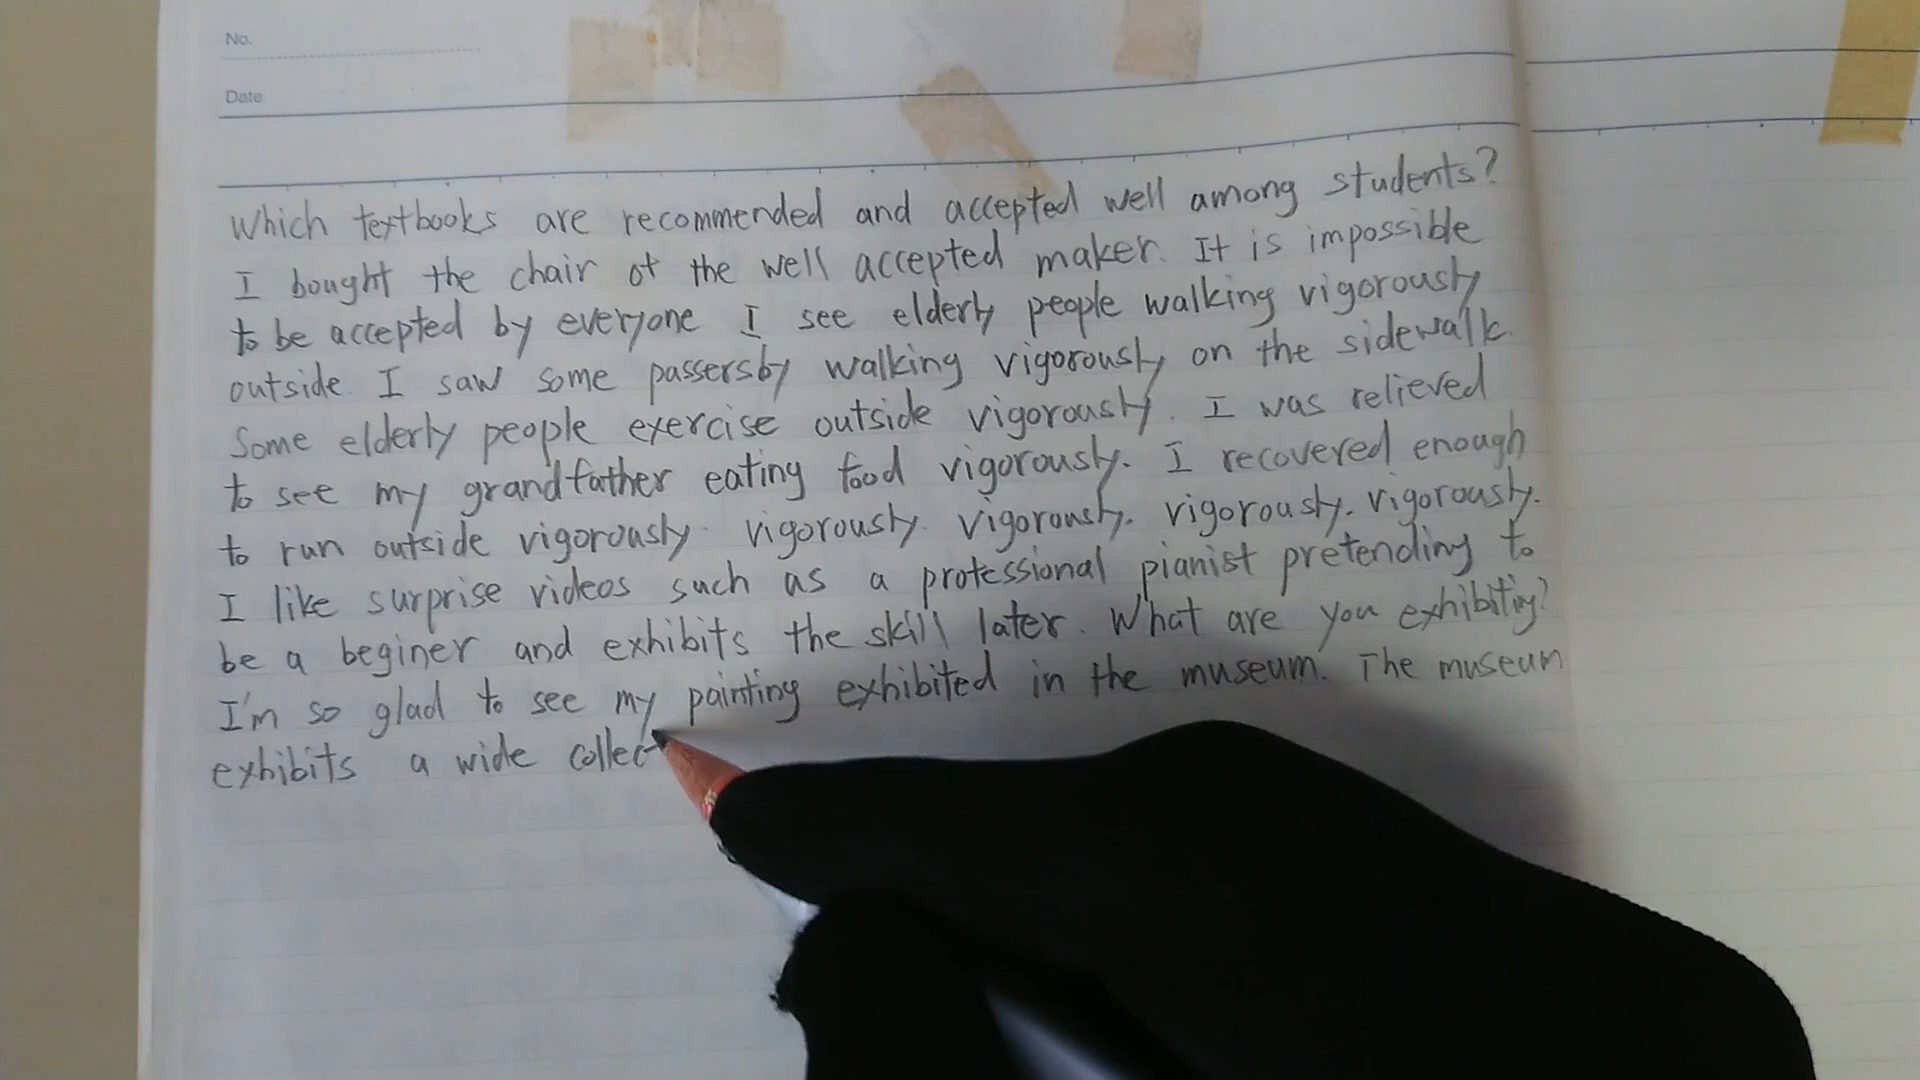 No.
Date
Which textbooks are recommended and accepted well among students?
I bought the chair of the well accepted maker. It is impossible
to be accepted by everyone I see elderly people walking vigorously
outside. I saw some passersby walking vigorously on the sidewalk.
Some elderly people exercise outside vigorously. I was relieved
to see my grandfather eating food vigorously. I recovered enough
to run outside vigorously. vigorously. vigorously. vigorously. vigorously.
I like surprise videos such as a professional pianist pretending to
be a beginer and exhibits the skill later. What are you exhibiting?
I'm so glad to see my painting exhibited in the museum. The museum
exhibits a wide collect